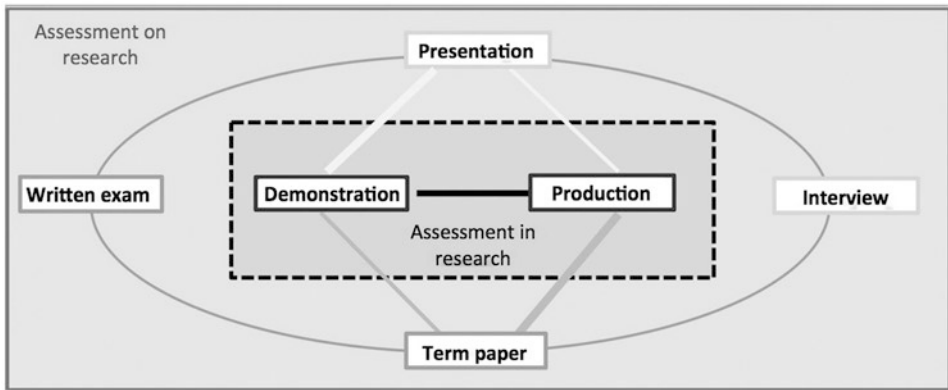 Assessment on
research
Presentation
Written exam
Demonstration
Production
Interview
Assessment in
research
Term paper